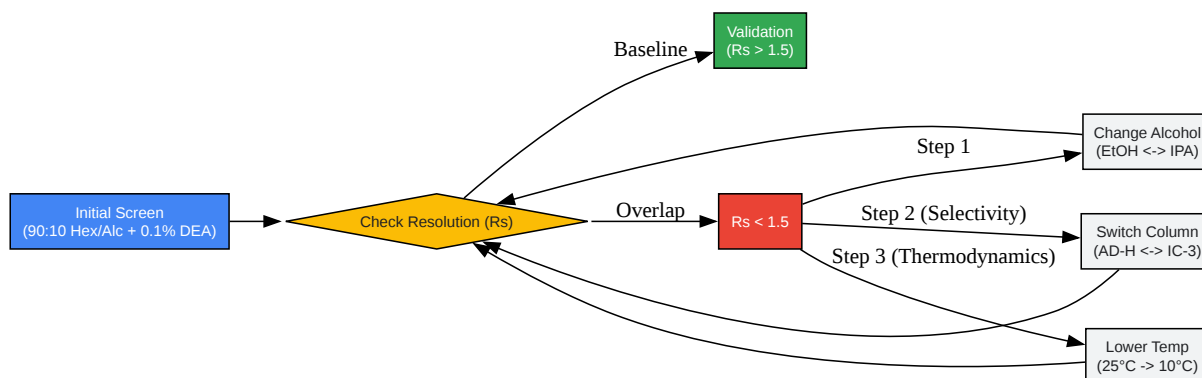 Validation
(Rs > 1.5)
Baseline
Change Alcohol
(EtOH <-> IPA)
Step 1
Initial Screen
(90:10 Hex/Alc + 0.1% DEA)
Check Resolution (Rs)
Overlap
Rs < 1.5
Step 2 (Selectivity)
Switch Column
(AD-H <-> IC-3)
Step 3 (Thermodynamics)
Lower Temp
(25°C -> 10°C)